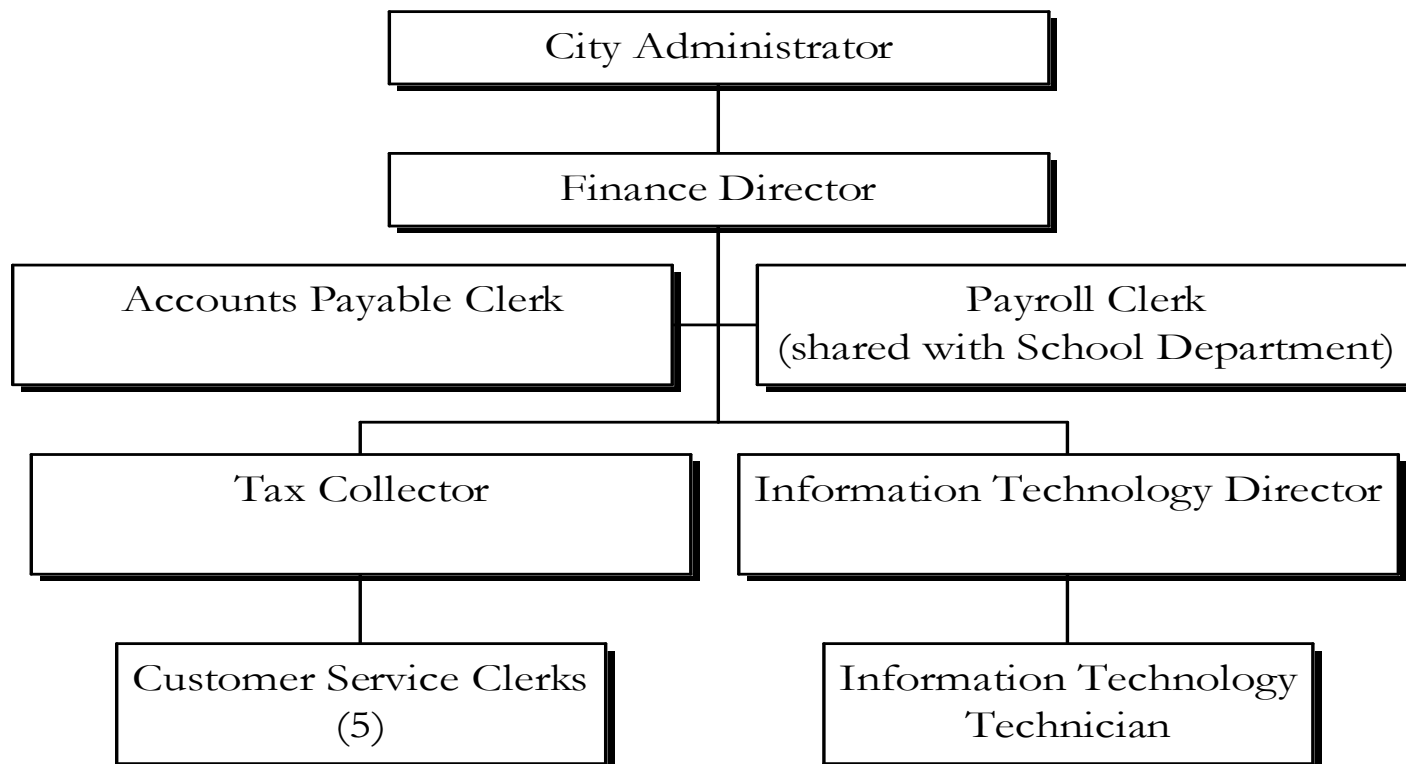 City Administrator
Finance Director
Accounts Payable Clerk
Payroll Clerk
(shared with School Department)
Tax Collector
Information Technology Director
Customer Service Clerks
(5)
Information Technology
Technician